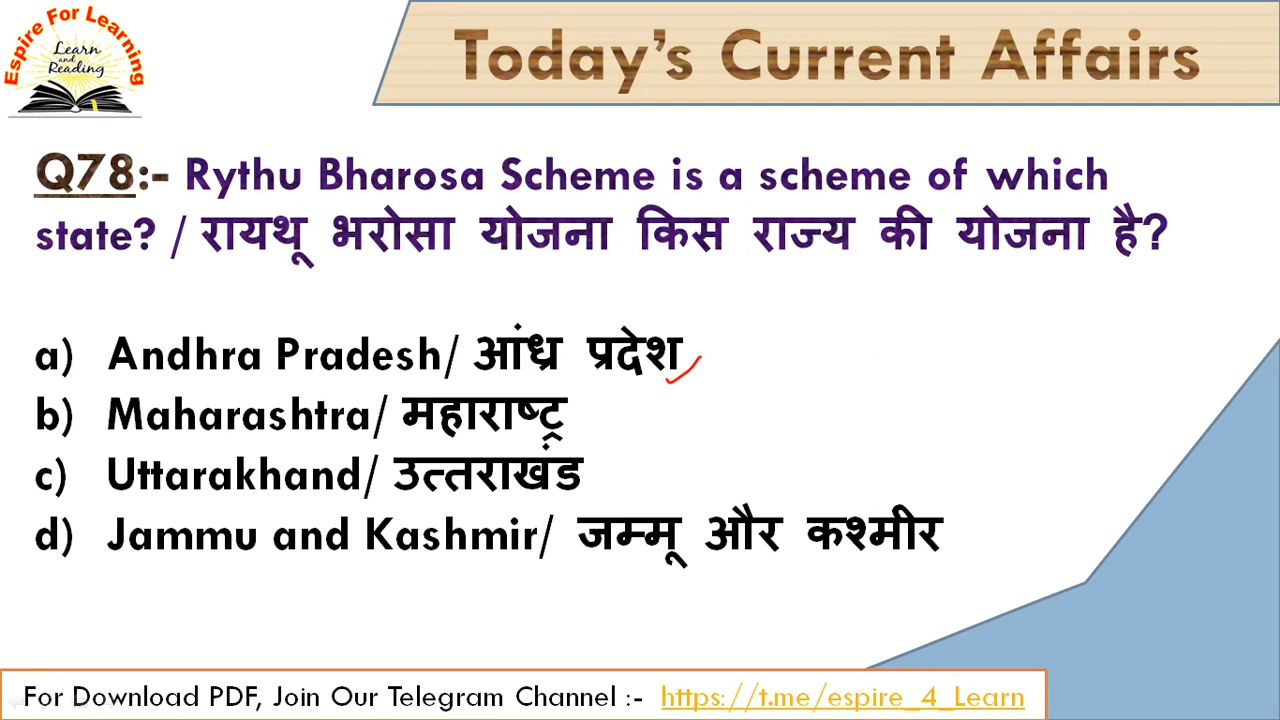 Espire For Learning
Learn
and
Reading
Today's Current Affairs
Q78:- Rythu Bharosa Scheme is a scheme of which
state? / रायथू भरोसा योजना किस राज्य की योजना है?
a) Andhra Pradesh/ आंध्र प्रदेश
b) Maharashtra/ महाराष्ट्र
c) Uttarakhand/ उत्तराखंड
d) Jammu and Kashmir/ जम्मू और कश्मीर
For Download PDF, Join Our Telegram Channel :- https://t.me/espire_4_Learn